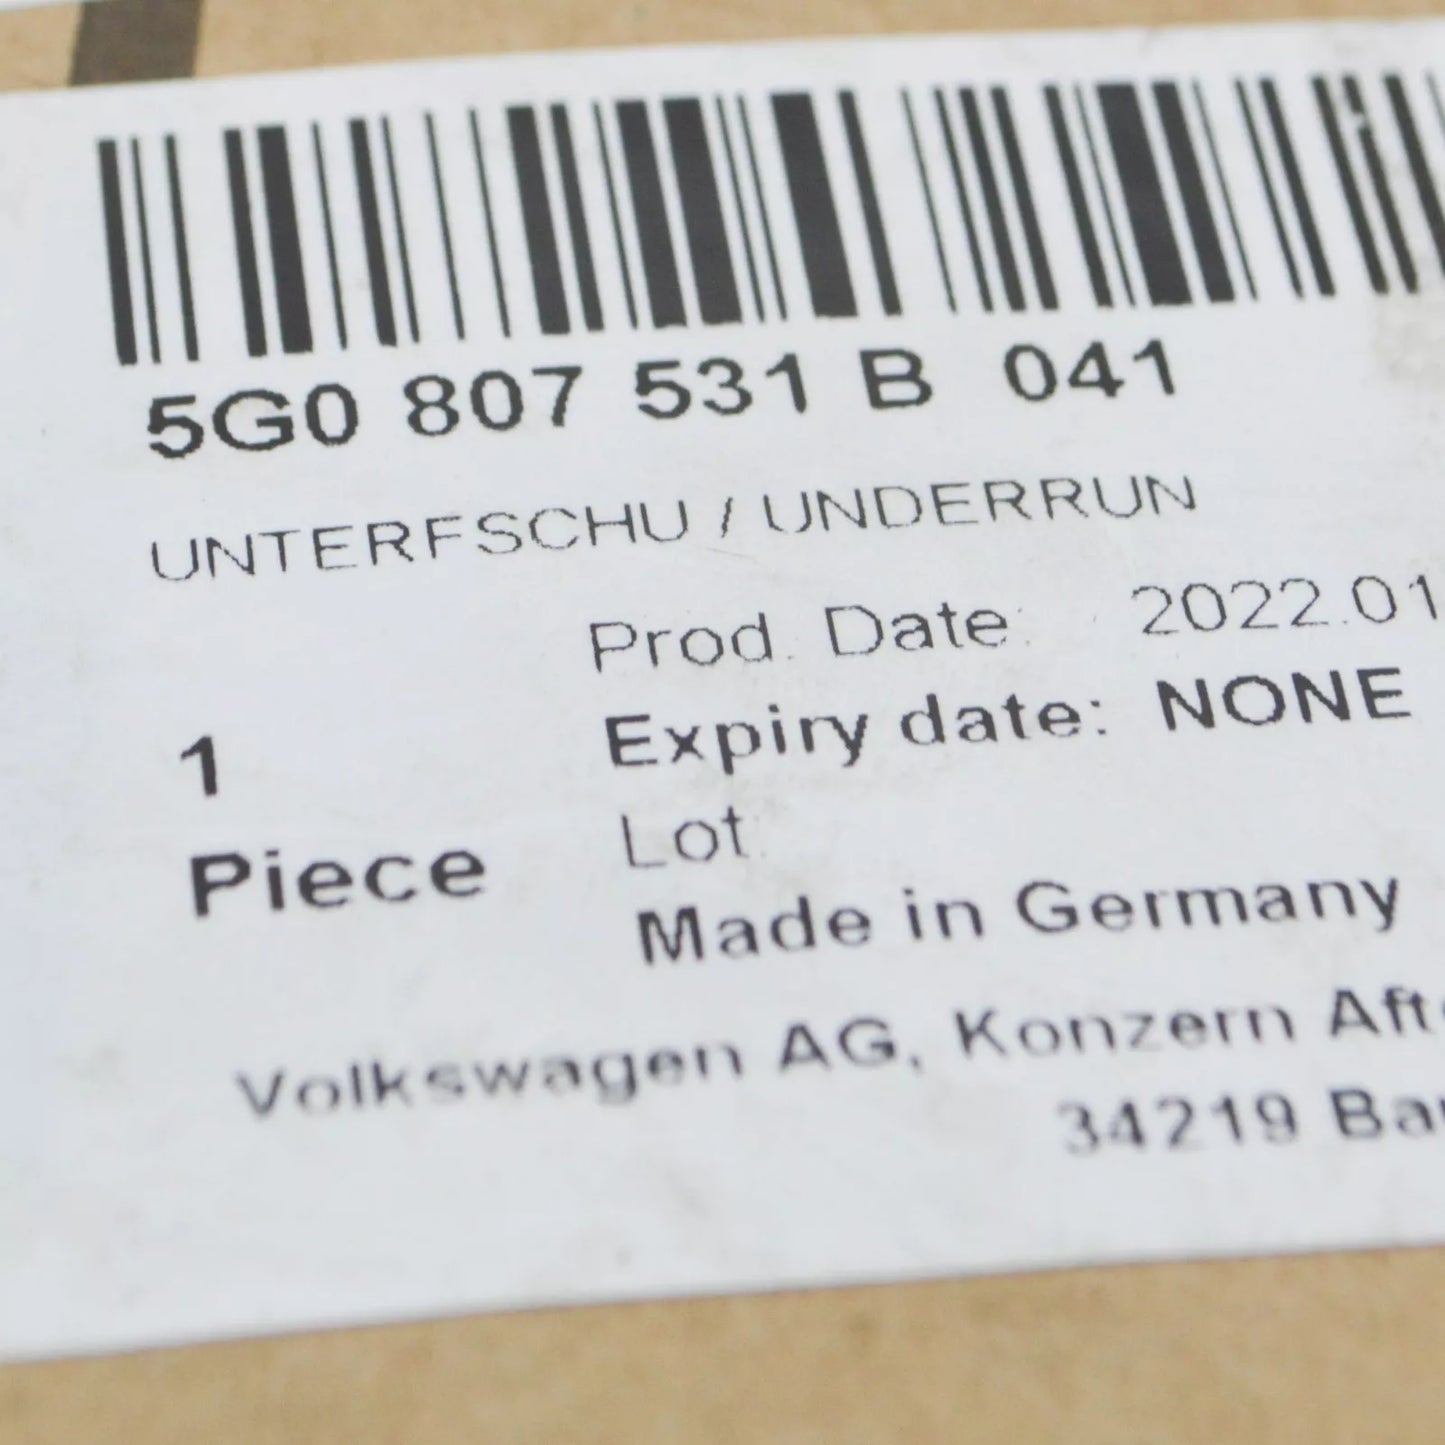 5G0 807 531 B 041
UNTERFSCHU / UNDERRUN
Prod. Date: 2022.01
Expiry date: NONE
1
Piece
Lot:
Made in Germany
Volkswagen AG, Konzern
34219